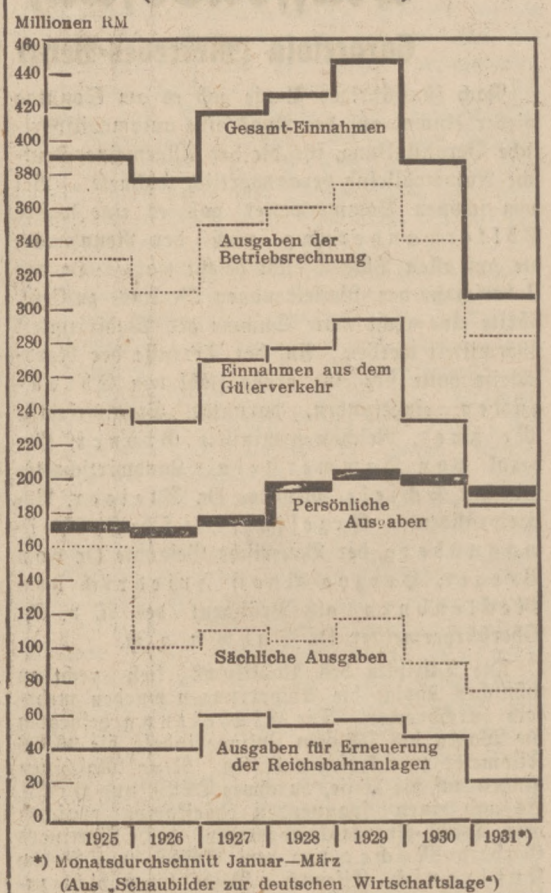 Millionen RM
460
440
420
400
380
360
340
320
300
280
260
240
220
200
180
160
140
120
100
80
60
40
20
0
Gesamt-Einnahmen
Ausgaben der
Betriebsrechnung
Einnahmen aus dem
Güterverkehr
Persönliche
Ausgaben
Sächliche Ausgaben
Ausgaben für Erneuerung
der Reichsbahnanlagen
1925 | 1926 | 1927 | 1928 | 1929 | 1930 | 1931*)
*) Monatsdurchschnitt Januar—März
(Aus „Schaubilder zur deutschen Wirtschaftslage“)